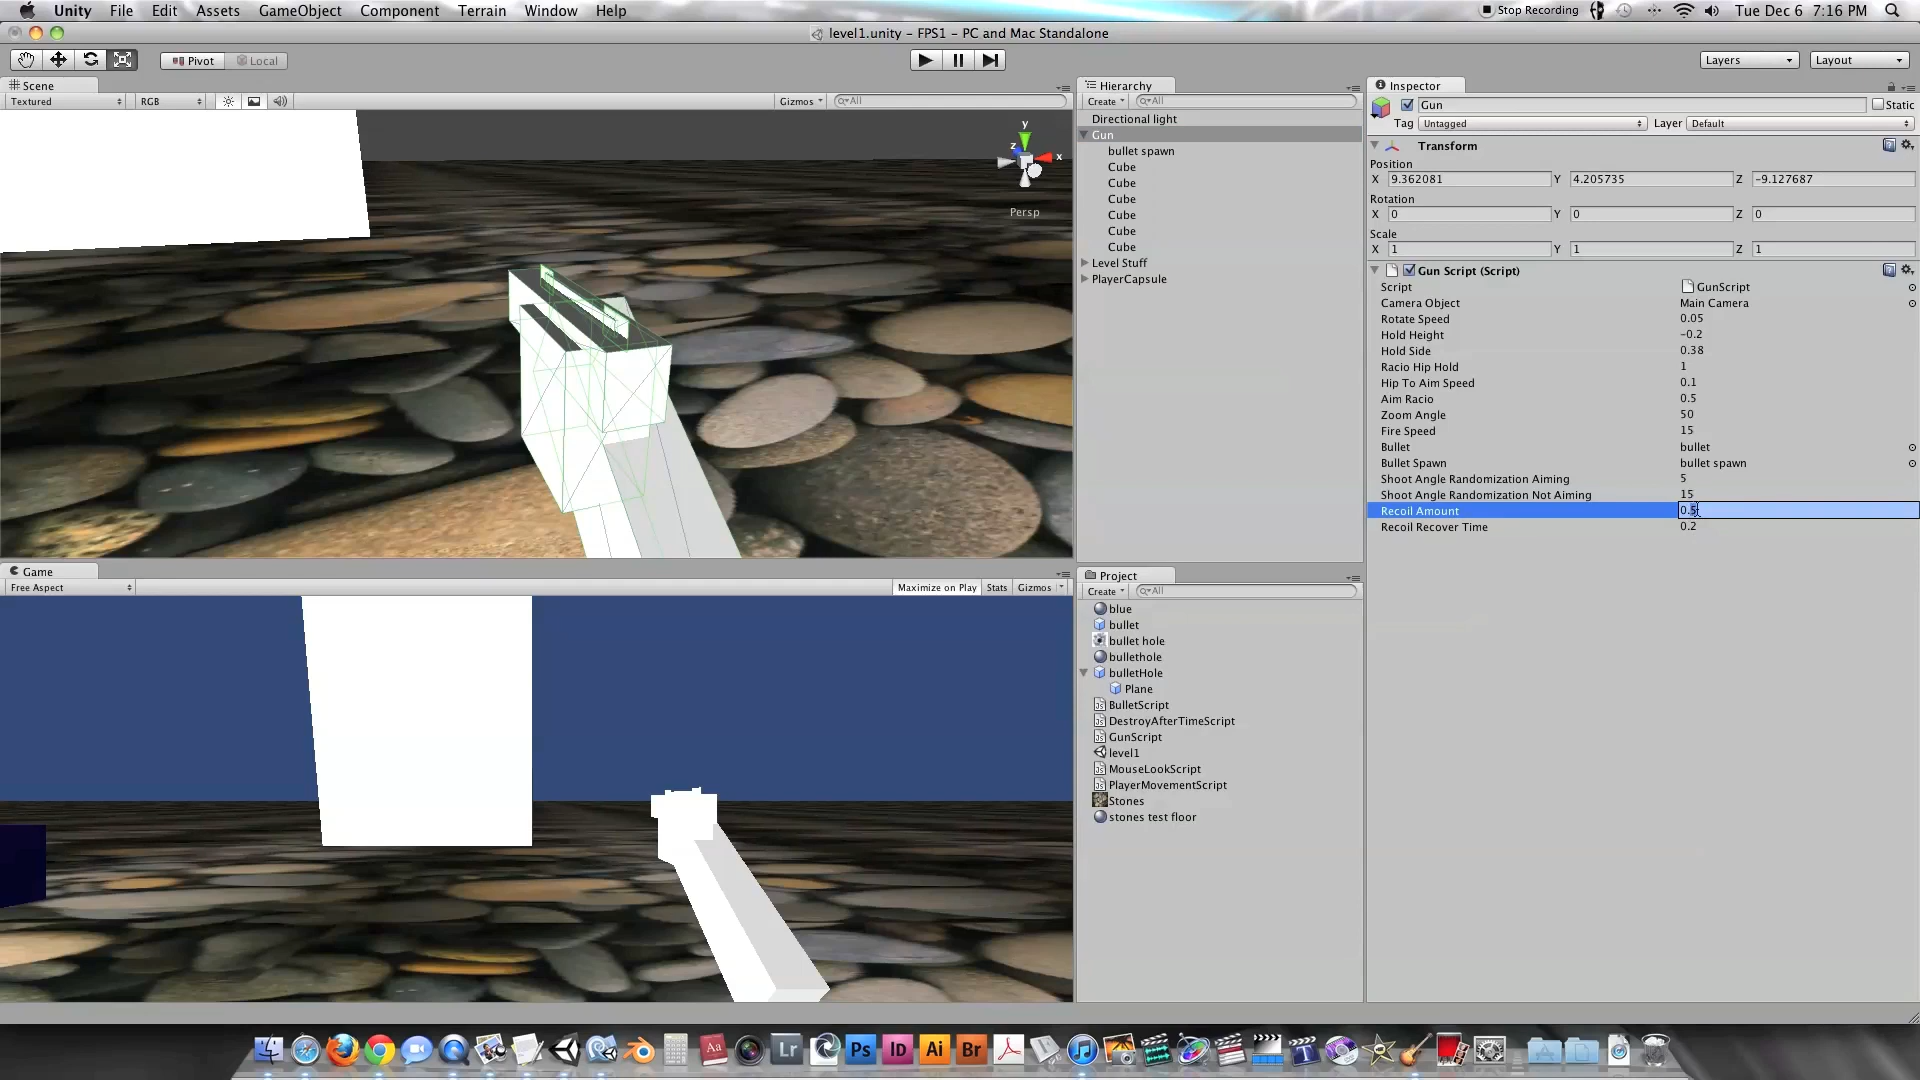 Unity File Edit Assets GameObject Component Terrain Window Help
Stop Recording Tue Dec 6 7:16 PM
level1.unity – FPS1 – PC and Mac Standalone
Pivot Local
Layers Layout
Scene
Textured RGB Gizmos All
y
z x
Persp
Game
Free Aspect Maximize on Play Stats Gizmos
Hierarchy
Create All
Directional light
Gun
bullet spawn
Cube
Cube
Cube
Cube
Cube
Cube
Level Stuff
PlayerCapsule
Project
Create All
blue
bullet
bullet hole
bullethole
bulletHole
Plane
BulletScript
DestroyAfterTimeScript
GunScript
level1
MouseLookScript
PlayerMovementScript
Stones
stones test floor
Inspector
Gun Static
Tag Untagged Layer Default
Transform
Position
X 9.362081 Y 4.205735 Z -9.127687
Rotation
X 0 Y 0 Z 0
Scale
X 1 Y 1 Z 1
Gun Script (Script)
Script GunScript
Camera Object Main Camera
Rotate Speed 0.05
Hold Height -0.2
Hold Side 0.38
Racio Hip Hold 1
Hip To Aim Speed 0.1
Aim Racio 0.5
Zoom Angle 50
Fire Speed 15
Bullet bullet
Bullet Spawn bullet spawn
Shoot Angle Randomization Aiming 5
Shoot Angle Randomization Not Aiming 15
Recoil Amount 0.5
Recoil Recover Time 0.2
Aa Lr Ps ID Ai Br T